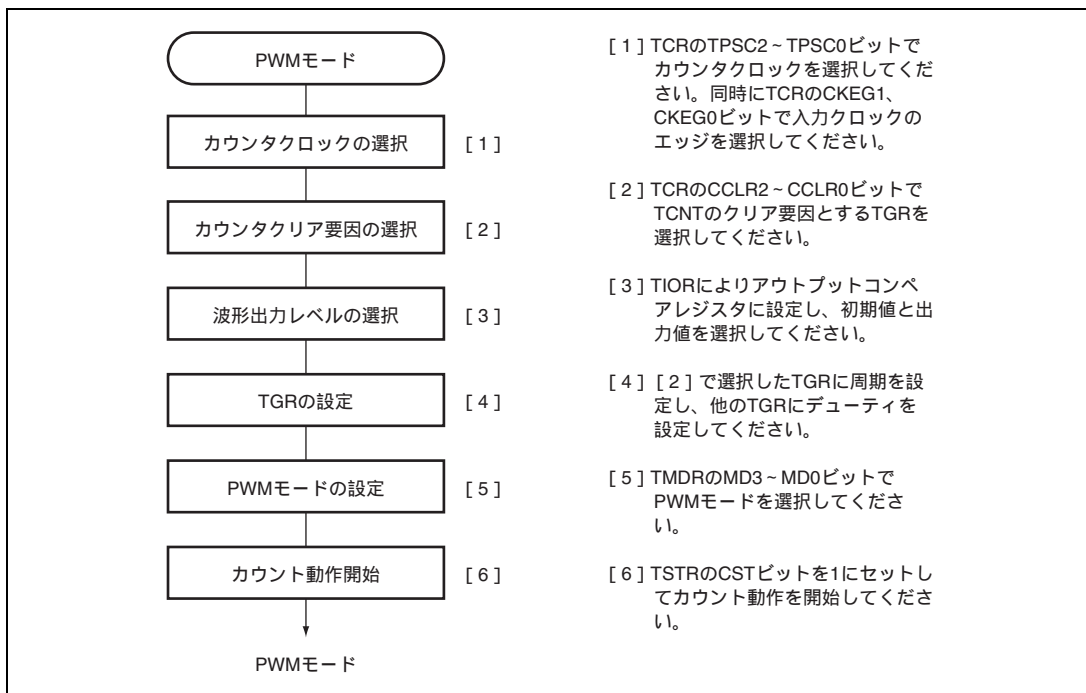 PWMモード
カウンタクロックの選択 [ 1 ]
カウンタクリア要因の選択 [ 2 ]
波形出力レベルの選択 [ 3 ]
TGRの設定 [ 4 ]
PWMモードの設定 [ 5 ]
カウント動作開始 [ 6 ]
PWMモード
[ 1 ] TCRのTPSC2~TPSC0ビットで
カウンタクロックを選択してくだ
さい。同時にTCRのCKEG1、
CKEG0ビットで入力クロックの
エッジを選択してください。
[ 2 ] TCRのCCLR2~CCLR0ビットで
TCNTのクリア要因とするTGRを
選択してください。
[ 3 ] TIORによりアウトプットコンペ
アレジスタに設定し、初期値と出
力値を選択してください。
[ 4 ] [ 2 ] で選択したTGRに周期を設
定し、他のTGRにデューティを
設定してください。
[ 5 ] TMDRのMD3~MD0ビットで
PWMモードを選択してくださ
い。
[ 6 ] TSTRのCSTビットを1にセットし
てカウント動作を開始してくださ
い。